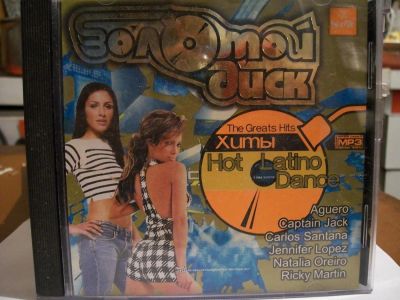 Золотой
диск
The Greats Hits
Хиты
MP3
Hot Latino
Dance
Aguero
Captain Jack
Carlos Santana
Jennifer Lopez
Natalia Oreiro
Ricky Martin